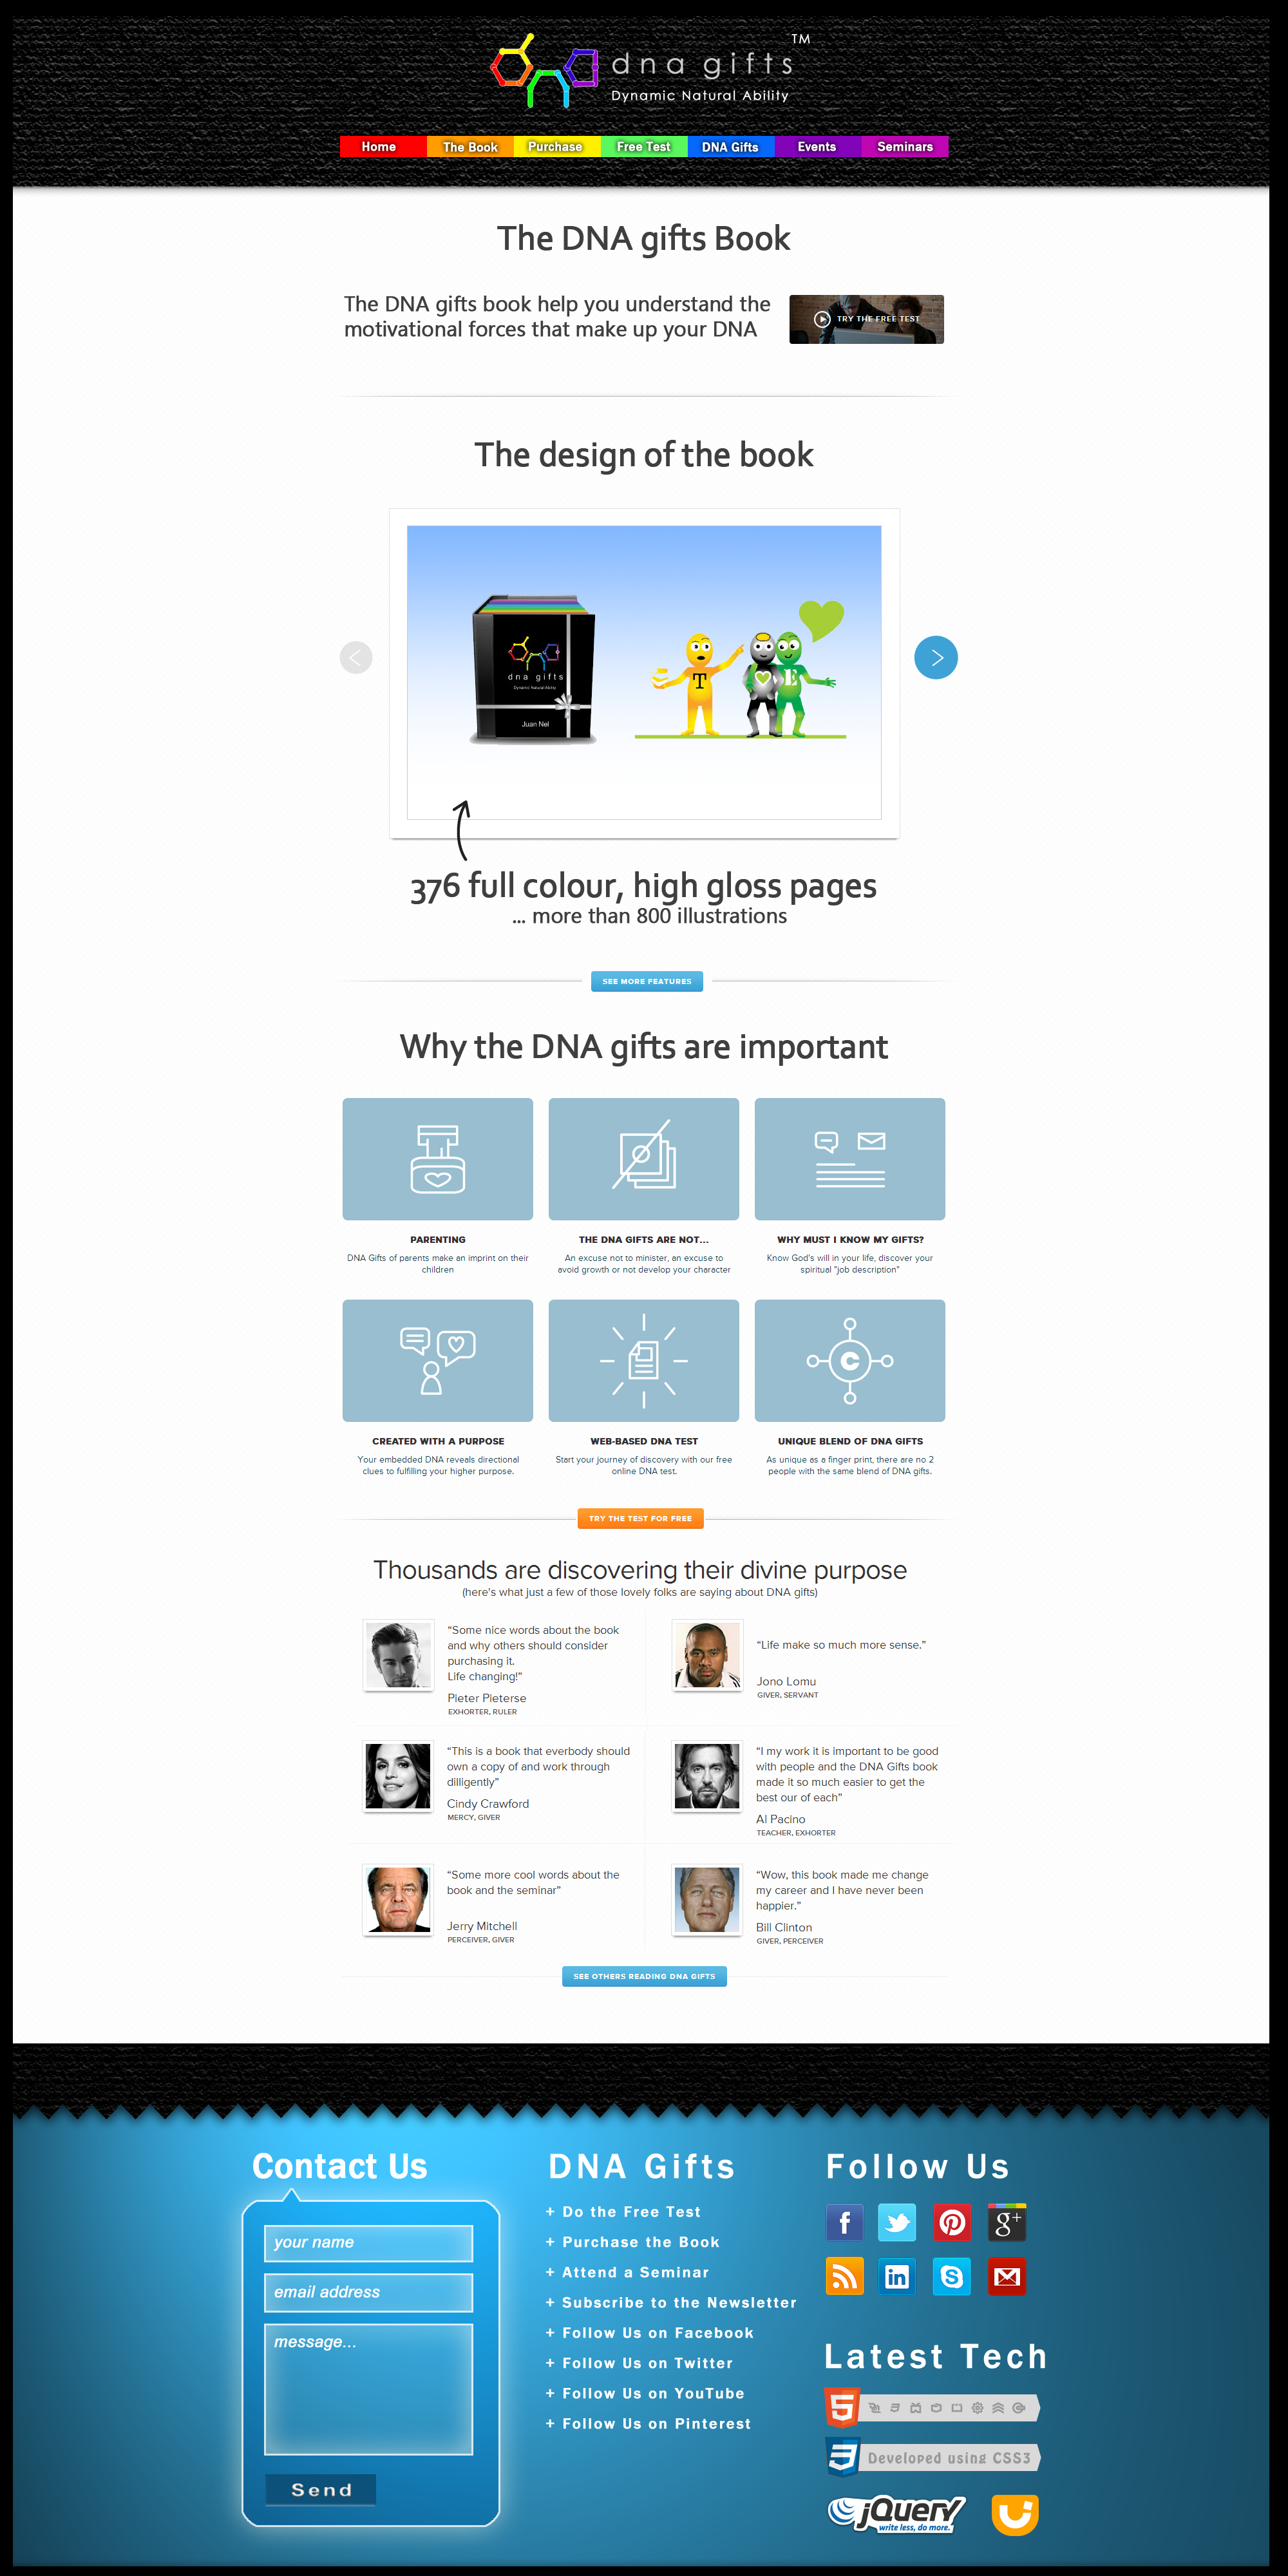 TM
dna gifts
Dynamic Natural Ability
Home The Book Purchase Free Test DNA Gifts Events Seminars
The DNA gifts Book
The DNA gifts book help you understand the
motivational forces that make up your DNA
TRY THE FREE TEST
The design of the book
dna gifts
Dynamic Natural Ability
Juan Nel
T
E
376 full colour, high gloss pages
... more than 800 illustrations
SEE MORE FEATURES
Why the DNA gifts are important
PARENTING
DNA Gifts of parents make an imprint on their
children
THE DNA GIFTS ARE NOT...
An excuse not to minister, an excuse to
avoid growth or not develop your character
WHY MUST I KNOW MY GIFTS?
Know God's will in your life, discover your
spiritual "job description"
C
CREATED WITH A PURPOSE
Your embedded DNA reveals directional
clues to fulfilling your higher purpose.
WEB-BASED DNA TEST
Start your journey of discovery with our free
online DNA test.
UNIQUE BLEND OF DNA GIFTS
As unique as a finger print, there are no 2
people with the same blend of DNA gifts.
TRY THE TEST FOR FREE
Thousands are discovering their divine purpose
(here's what just a few of those lovely folks are saying about DNA gifts)
“Some nice words about the book
and why others should consider
purchasing it.
Life changing!”
Pieter Pieterse
EXHORTER, RULER
“Life make so much more sense.”
Jono Lomu
GIVER, SERVANT
“This is a book that everbody should
own a copy of and work through
dilligently”
Cindy Crawford
MERCY, GIVER
“I my work it is important to be good
with people and the DNA Gifts book
made it so much easier to get the
best our of each”
Al Pacino
TEACHER, EXHORTER
“Some more cool words about the
book and the seminar”
Jerry Mitchell
PERCEIVER, GIVER
“Wow, this book made me change
my career and I have never been
happier.”
Bill Clinton
GIVER, PERCEIVER
SEE OTHERS READING DNA GIFTS
Contact Us
your name
email address
message...
Send
DNA Gifts
+ Do the Free Test
+ Purchase the Book
+ Attend a Seminar
+ Subscribe to the Newsletter
+ Follow Us on Facebook
+ Follow Us on Twitter
+ Follow Us on YouTube
+ Follow Us on Pinterest
Follow Us
f
g+
in
S
Latest Tech
5
3
Developed using CSS3
jQuery
write less, do more.